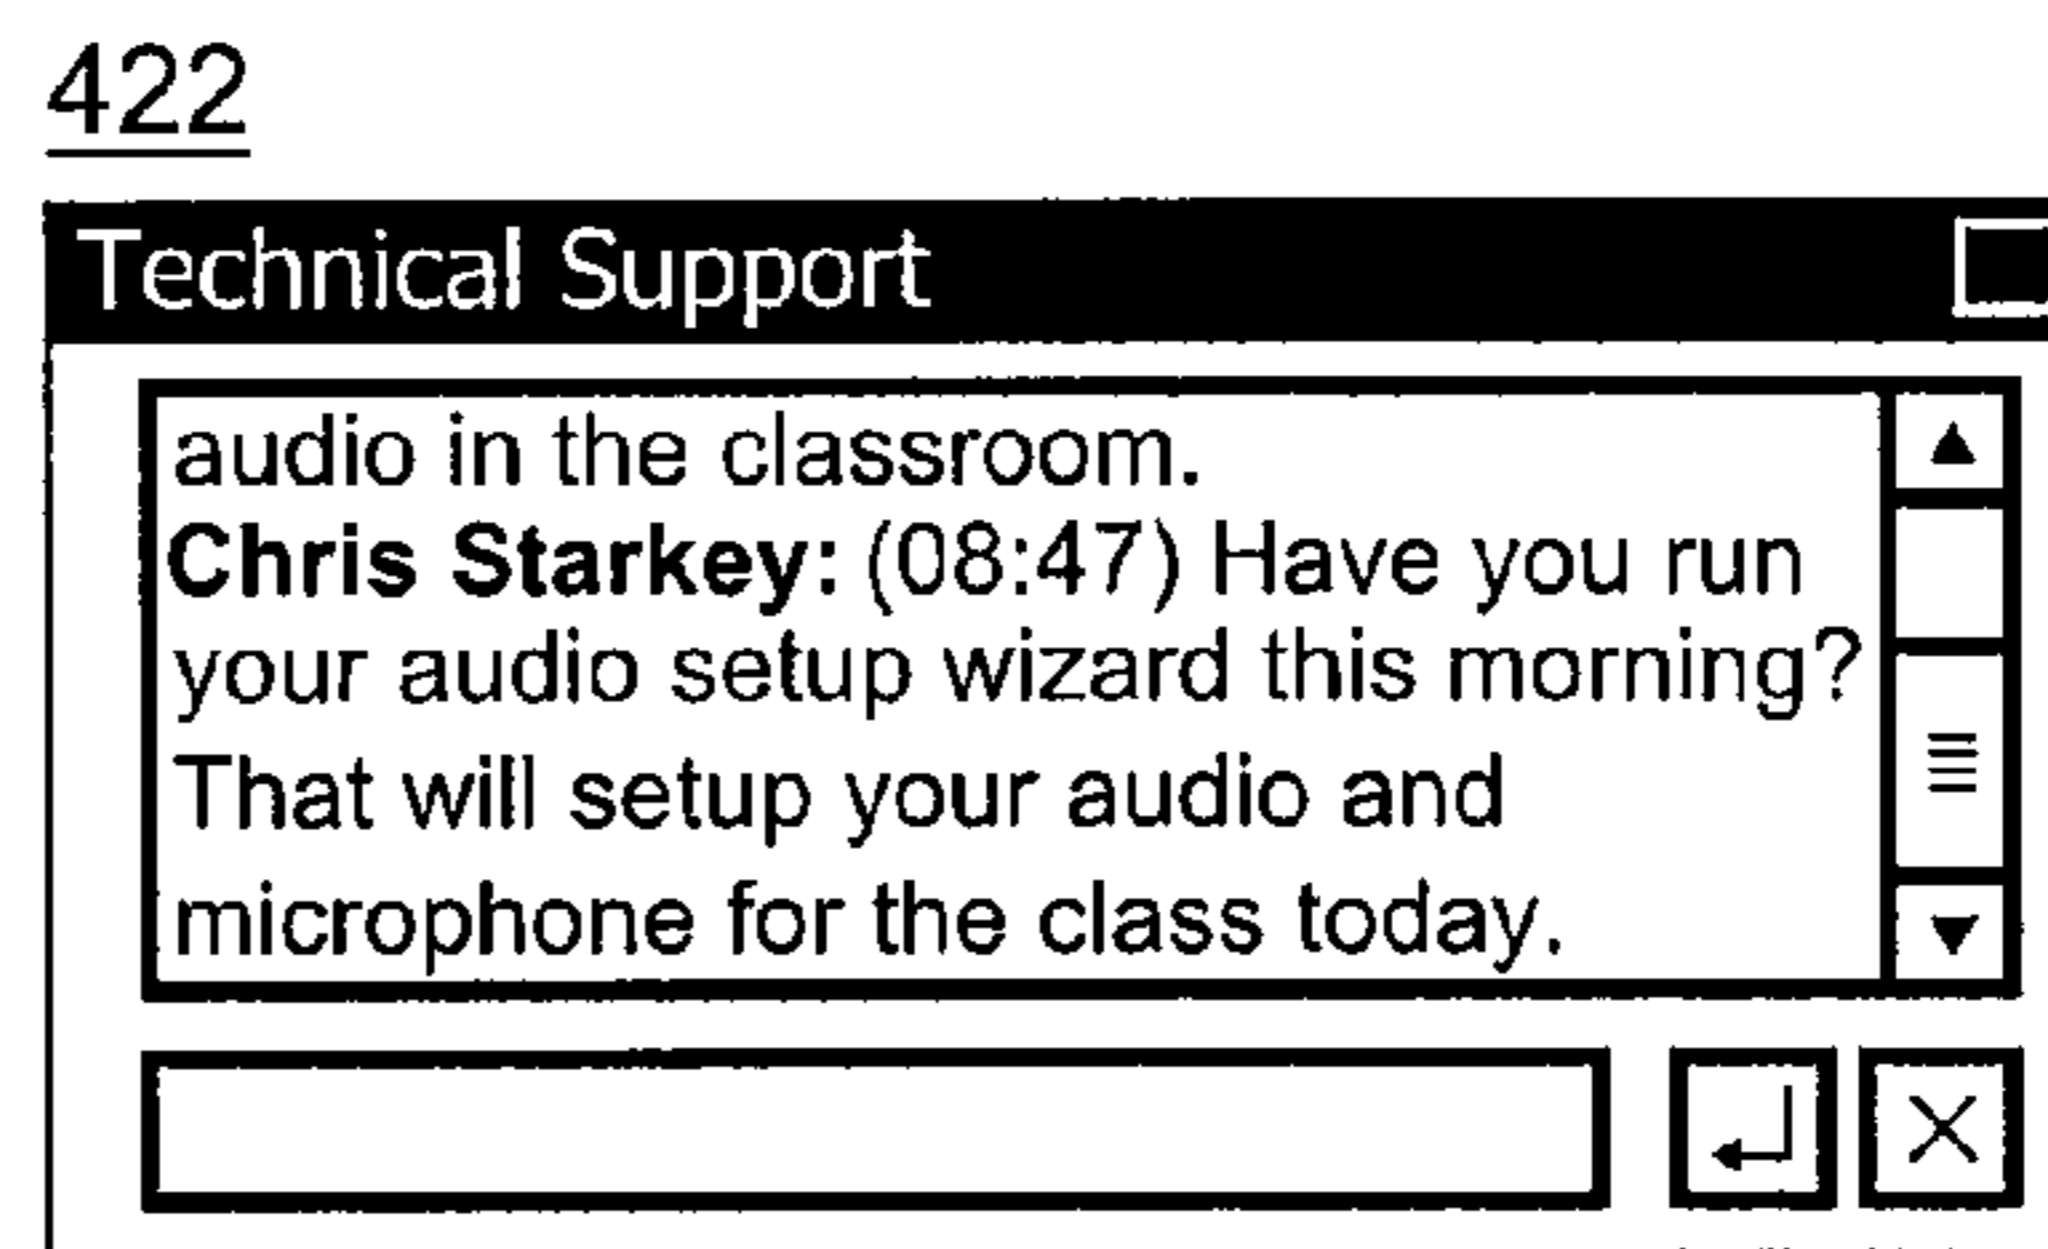 422
Technical Support
audio in the classroom.
Chris Starkey: (08:47) Have you run
your audio setup wizard this morning?
That will setup your audio and
microphone for the class today.